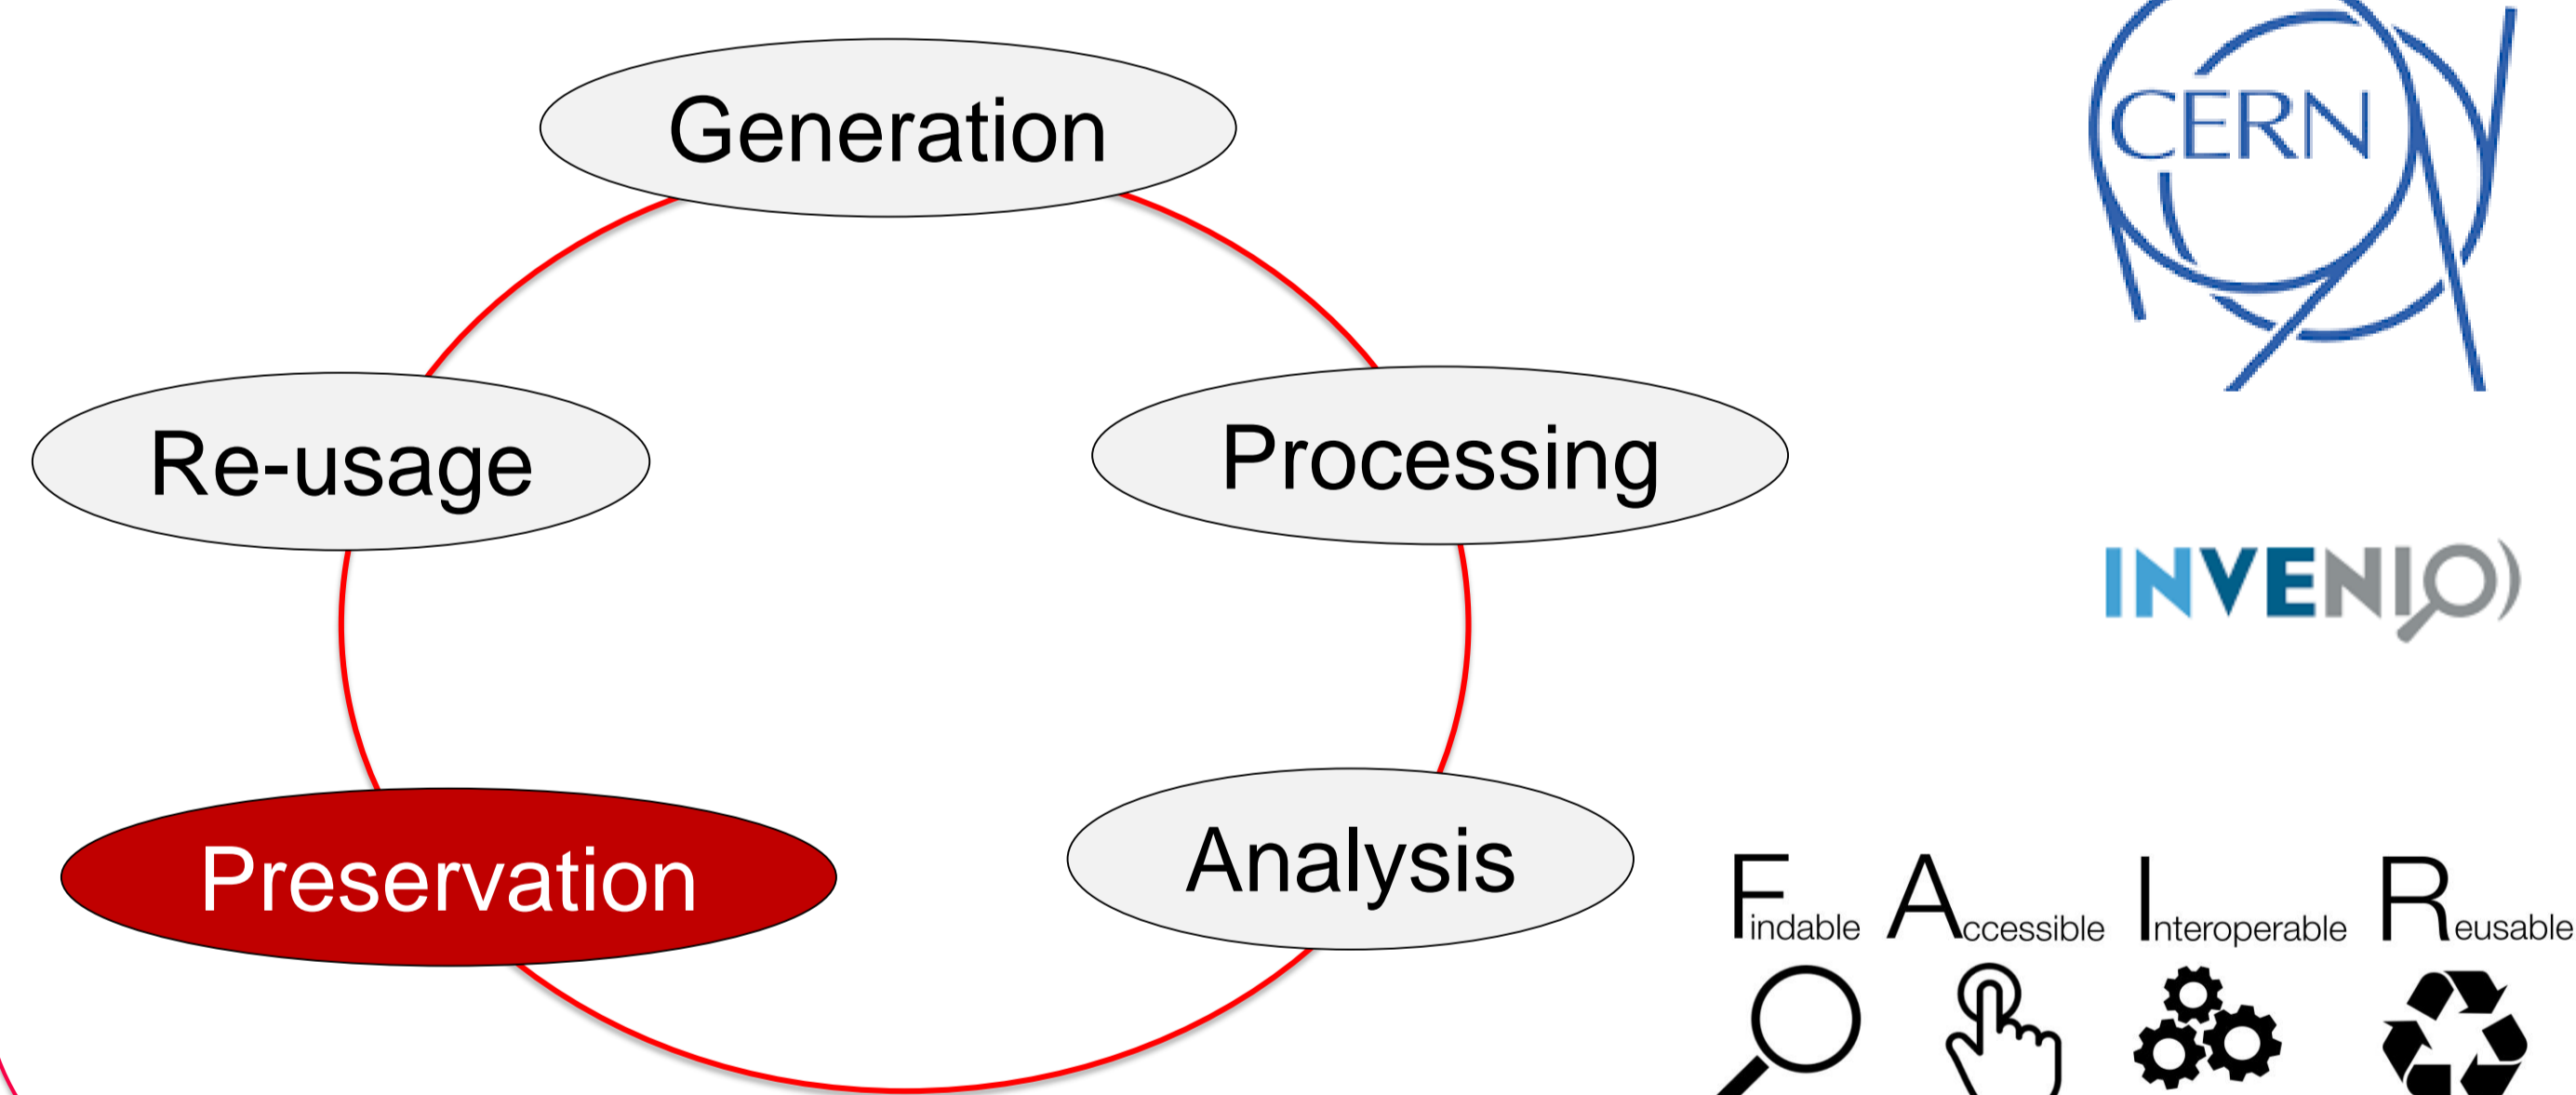 Generation
CERN
Re-usage
Processing
INVENIO
Preservation
Analysis
Findable Accessible Interoperable Reusable